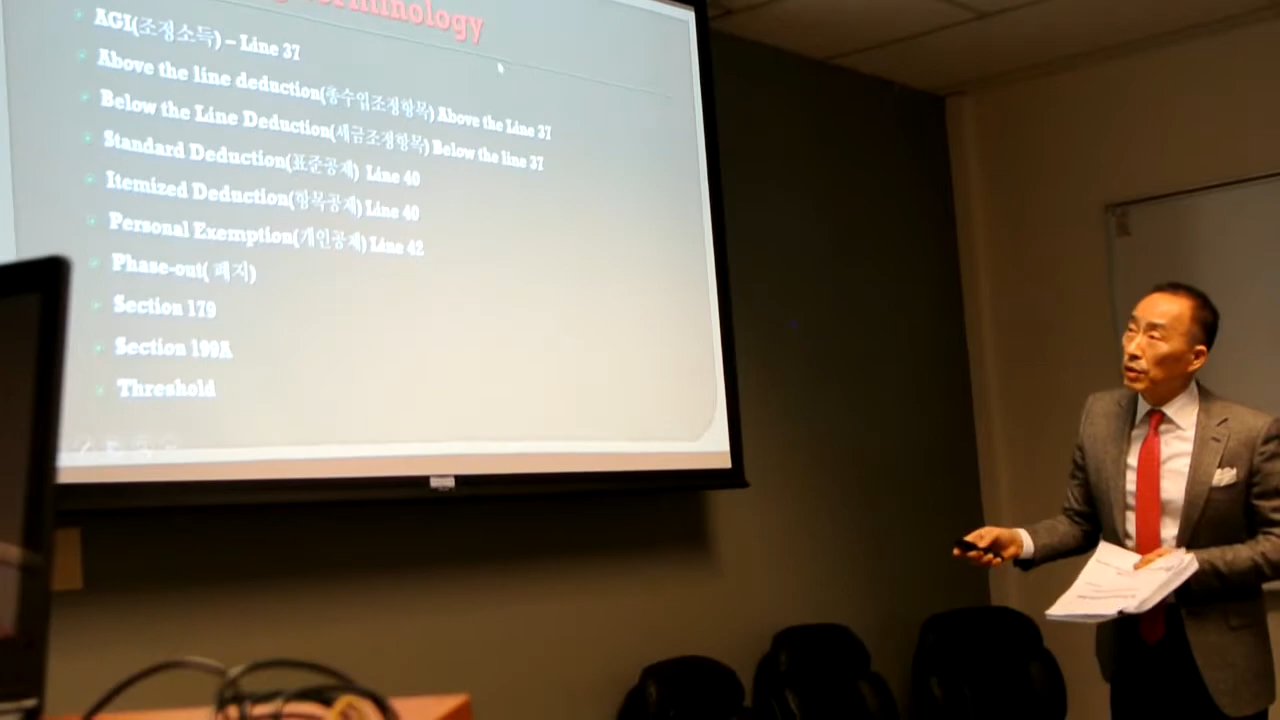 terminology
AGI(조정소득) – Line 37
Above the line deduction(총수입조정항목) Above the Line 37
Below the Line Deduction(세금조정항목) Below the line 37
Standard Deduction(표준공제) Line 40
Itemized Deduction(항목공제) Line 40
Personal Exemption(개인공제) Line 42
Phase-out( 폐지)
Section 179
Section 199A
Threshold